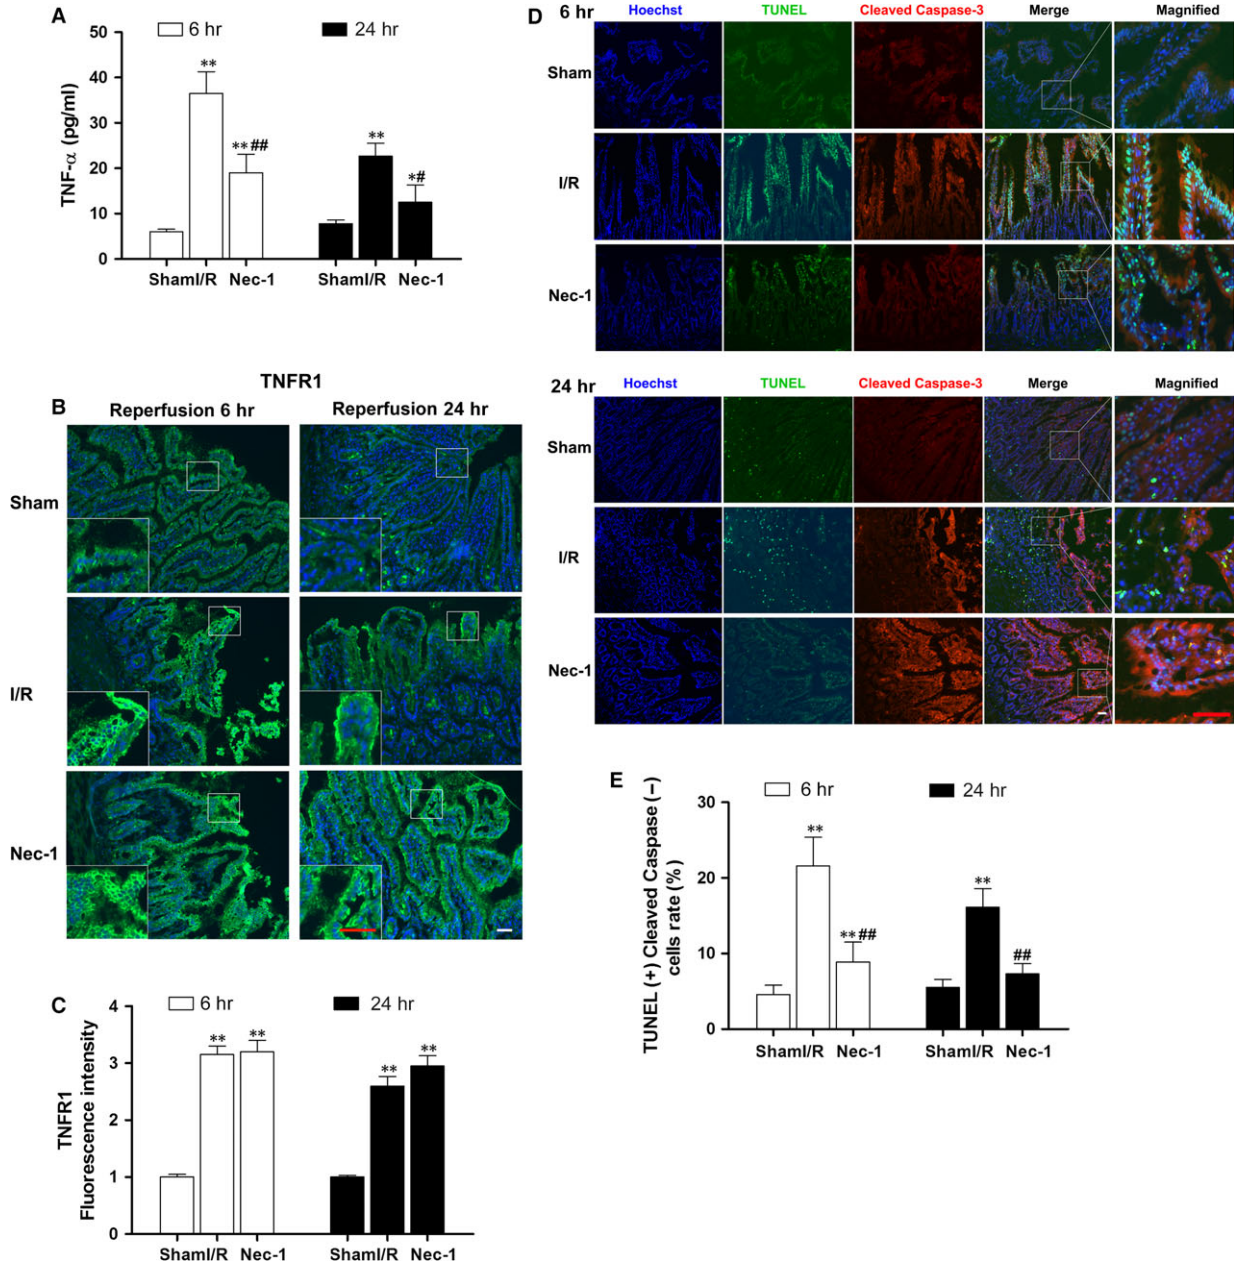 A
6 hr
24 hr
TNF-α (pg/ml)
50
40
30
20
10
0
**
**##
**
*#
ShamI/R Nec-1
ShamI/R Nec-1
TNFR1
B
Reperfusion 6 hr
Reperfusion 24 hr
Sham
I/R
Nec-1
C
6 hr
24 hr
TNFR1
Fluorescence intensity
4
3
2
1
0
**
**
**
**
ShamI/R Nec-1
ShamI/R Nec-1
D
6 hr
Hoechst
TUNEL
Cleaved Caspase-3
Merge
Magnified
Sham
I/R
Nec-1
24 hr
Hoechst
TUNEL
Cleaved Caspase-3
Merge
Magnified
Sham
I/R
Nec-1
E
6 hr
24 hr
TUNEL (+) Cleaved Caspase (−)
cells rate (%)
30
20
10
0
**
**##
**
##
ShamI/R Nec-1
ShamI/R Nec-1